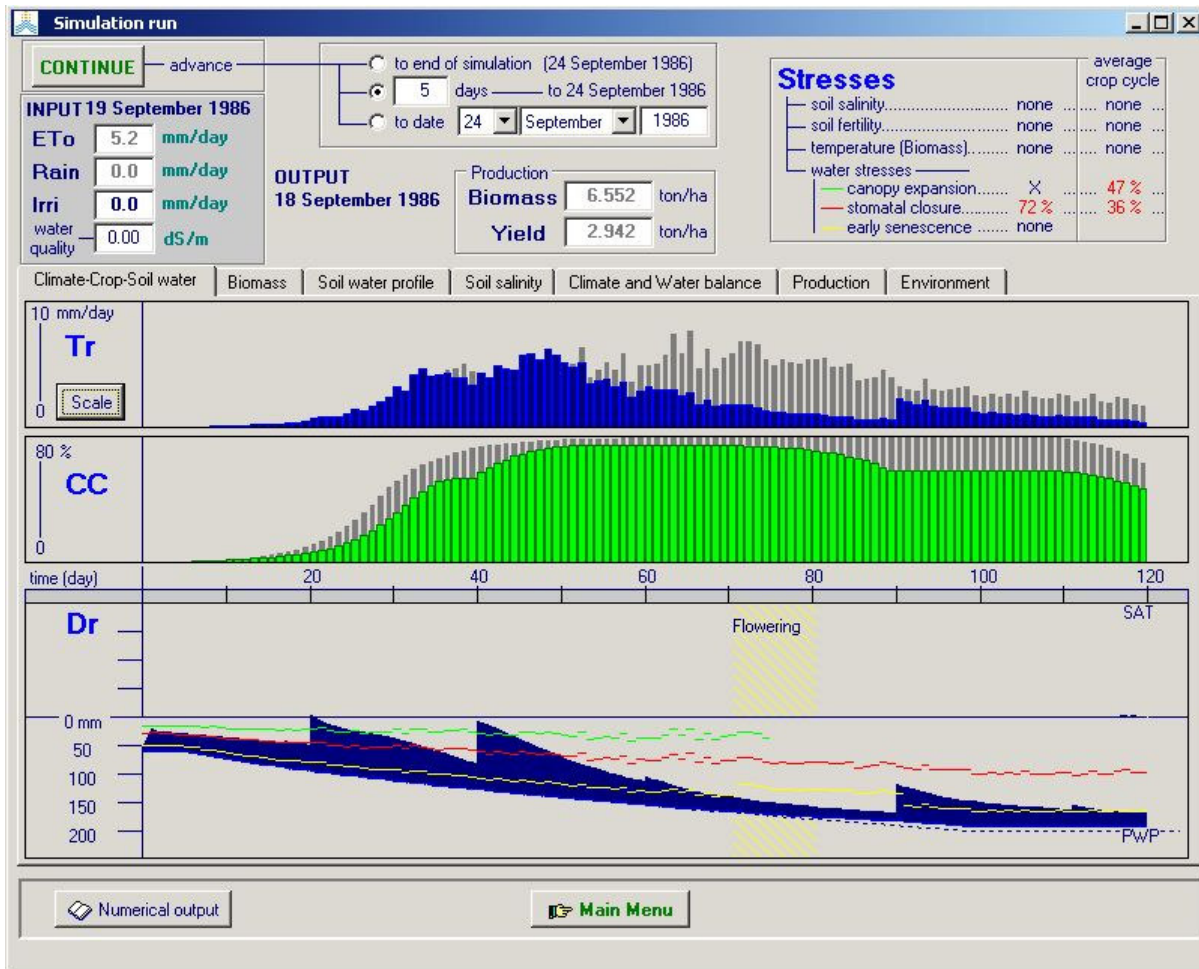 Simulation run
CONTINUE
advance
to end of simulation (24 September 1986)
5 days to 24 September 1986
to date 24 September 1986
INPUT 19 September 1986
ETo 5.2 mm/day
Rain 0.0 mm/day
Irri 0.0 mm/day
water quality 0.00 dS/m
OUTPUT
18 September 1986
Production
Biomass 6.552 ton/ha
Yield 2.942 ton/ha
average
Stresses crop cycle
soil salinity................. none ....... none ...
soil fertility.................. none ....... none ...
temperature (Biomass)......... none ....... none ...
water stresses
canopy expansion....... X ....... 47 % ...
stomatal closure......... 72 % ....... 36 % ...
early senescence ....... none
Climate-Crop-Soil water Biomass Soil water profile Soil salinity Climate and Water balance Production Environment
10 mm/day
Tr
Scale
0
80 %
CC
0
time (day) 20 40 60 80 100 120
Dr
SAT
Flowering
0 mm
50
100
150
200
PWP
Numerical output
Main Menu